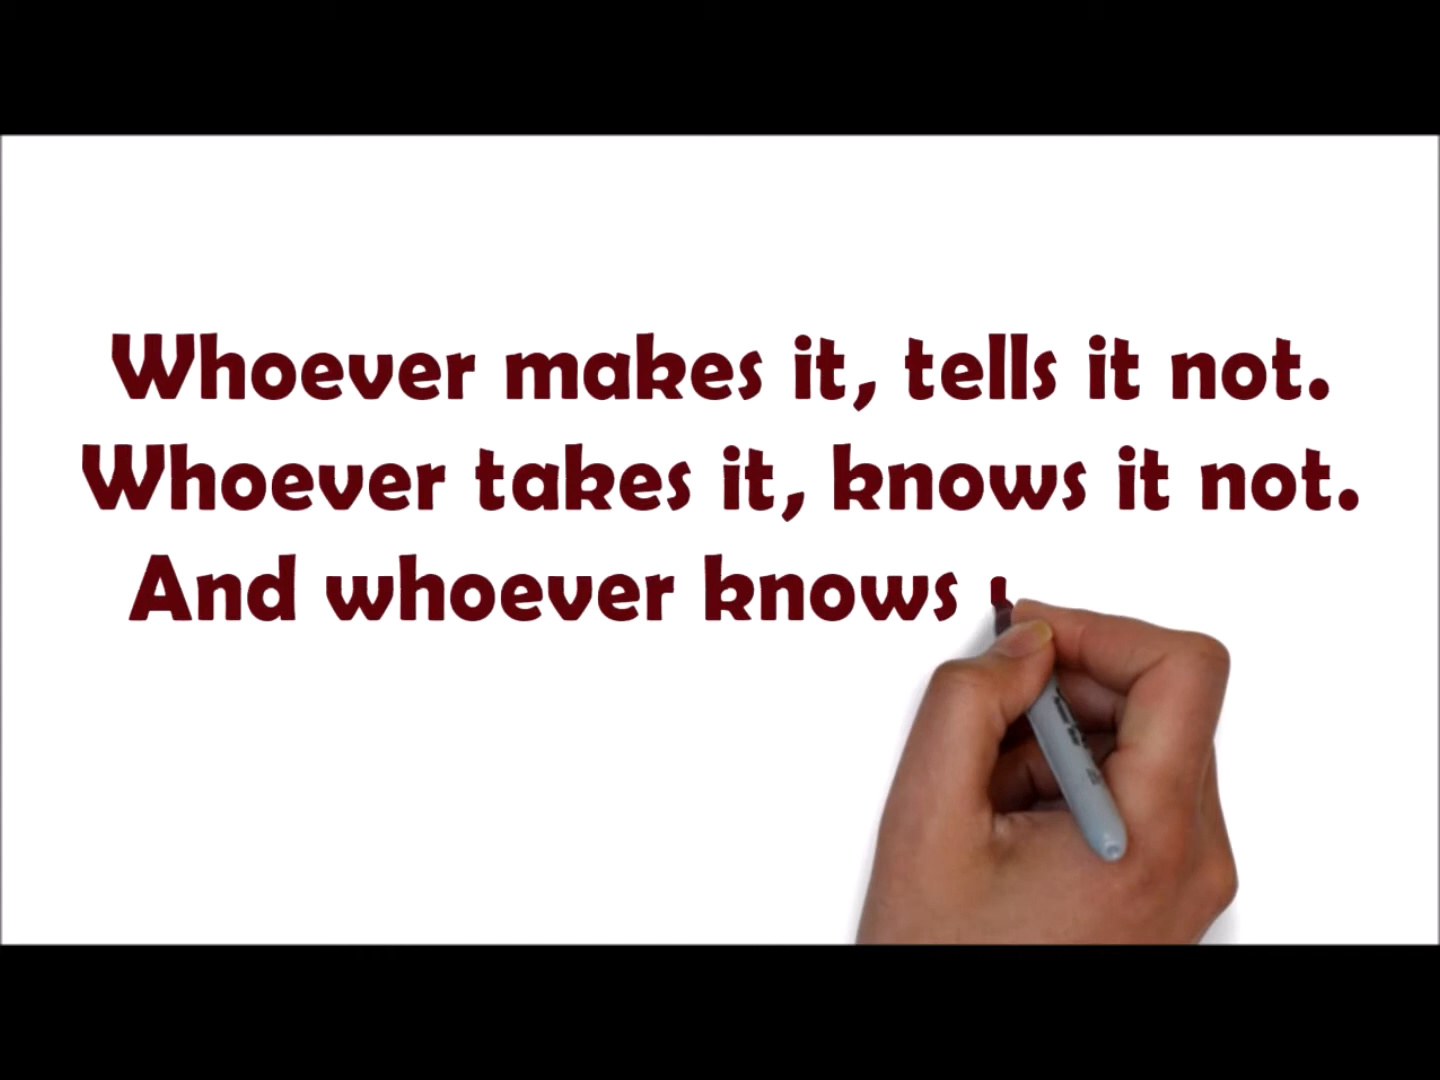 Whoever makes it, tells it not.
Whoever takes it, knows it not.
And whoever knows